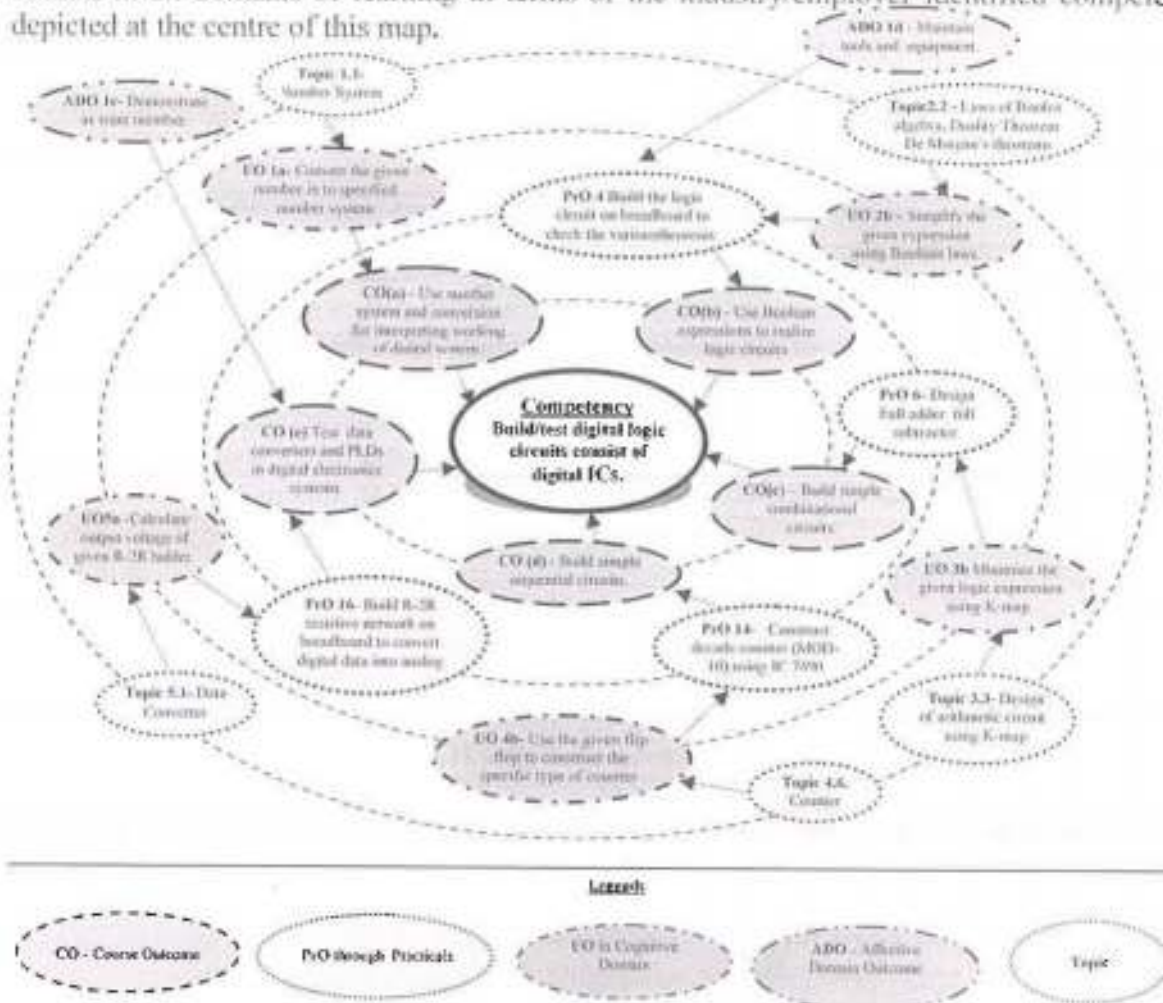 depicted at the centre of this map.
ADO 1d - Maintain
tools and equipment
Topic 1.1-
Number System
ADO 1c- Demonstrate
as team member
Topic2.2 - Laws of Boolean
algebra, Duality Theorem
De Morgan's theorems
UO 1a- Convert the given
number in to specified
number system
PrO 4 Build the logic
circuit on breadboard to
check the various theorems
UO 2b - Simplify the
given expression
using Boolean laws.
CO(a) - Use number
system and conversion
for interpreting working
of digital system
CO(b) - Use Boolean
expressions to realize
logic circuits
PrO 6- Design
Full adder full
subtractor
Competency
Build/test digital logic
circuits consist of
digital ICs.
CO (e) Test data
converters and PLDs
in digital electronics
systems
CO(c) - Build simple
combinational
circuits
UO5a -Calculate
output voltage of
given R-2R ladder
CO (d) - Build simple
sequential circuits.
UO 3b Minimize the
given logic expression
using K-map
PrO 16- Build R-2R
resistive network on
breadboard to convert
digital data into analog
PrO 14- Construct
decade counter (MOD-
10) using IC 7490
Topic 5.1- Data
Converter
Topic 3.3- Design
of arithmetic circuit
using K-map
UO 4b- Use the given flip
flop to construct the
specific type of counter
Topic 4.6.
Counter
Legends
CO - Course Outcome
PrO through Practicals
UO in Cognitive
Domain
ADO - Affective
Domain Outcome
Topic